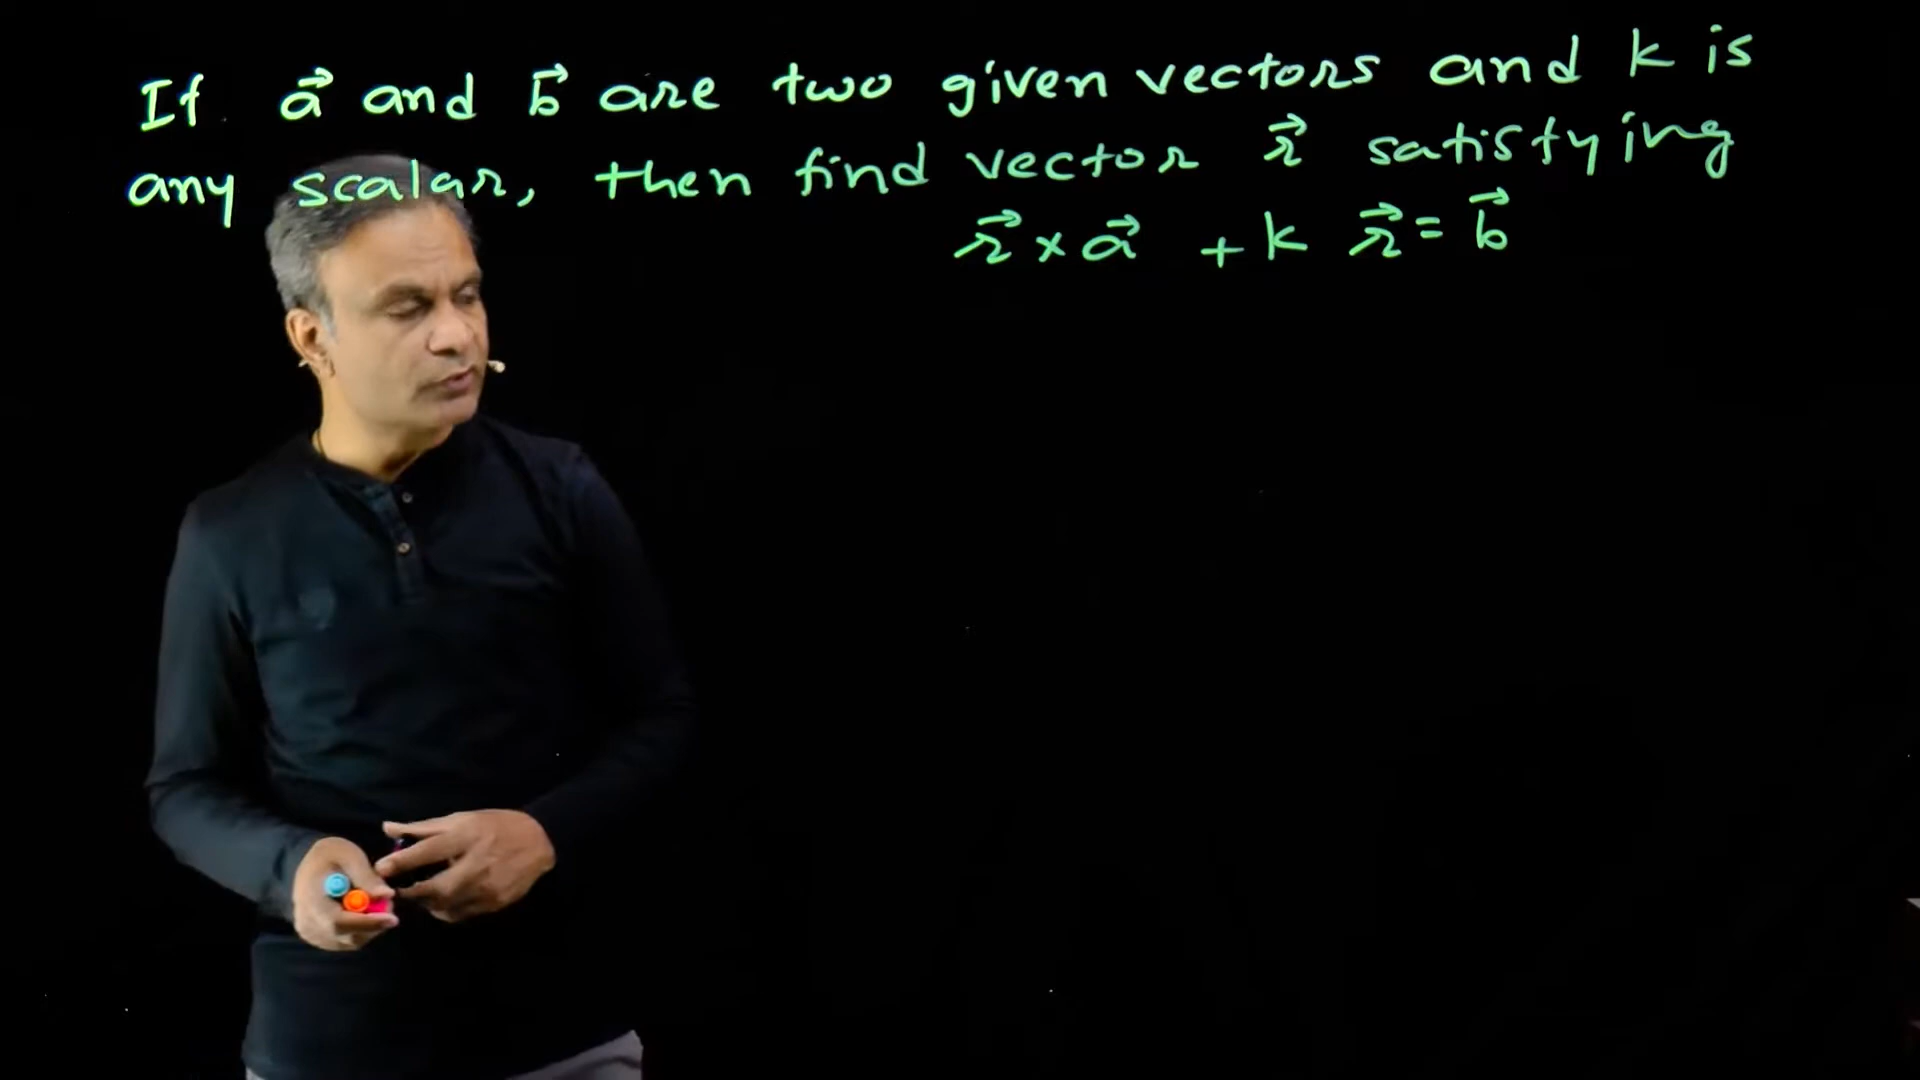 If a⃗ and b⃗ are two given vectors and k is
any scalar, then find vector r⃗ satisfying
r⃗ × a⃗ + k r⃗ = b⃗